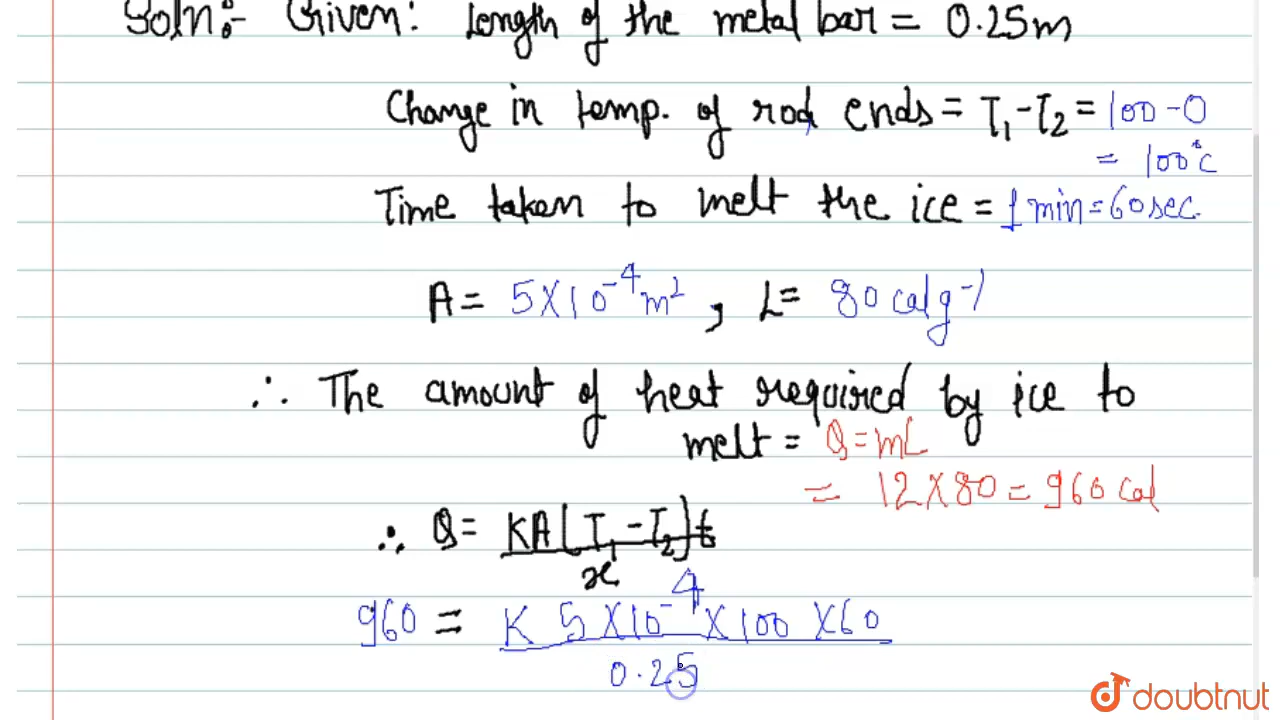 Soln:- Given: Length of the metal bar = 0.25m
Change in temp. of rod ends = T₁-T₂ = 100-0
= 100°C
Time taken to melt the ice = 1 min = 60 sec.
A = 5×10⁻⁴ m², L = 80 cal g⁻¹
∴ The amount of heat required by ice to
melt = Q = mL
= 12 × 80 = 960 cal
∴ Q = KA[T₁-T₂]t
x
960 = K 5×10⁻⁴ × 100 × 60
0.25
doubtnut